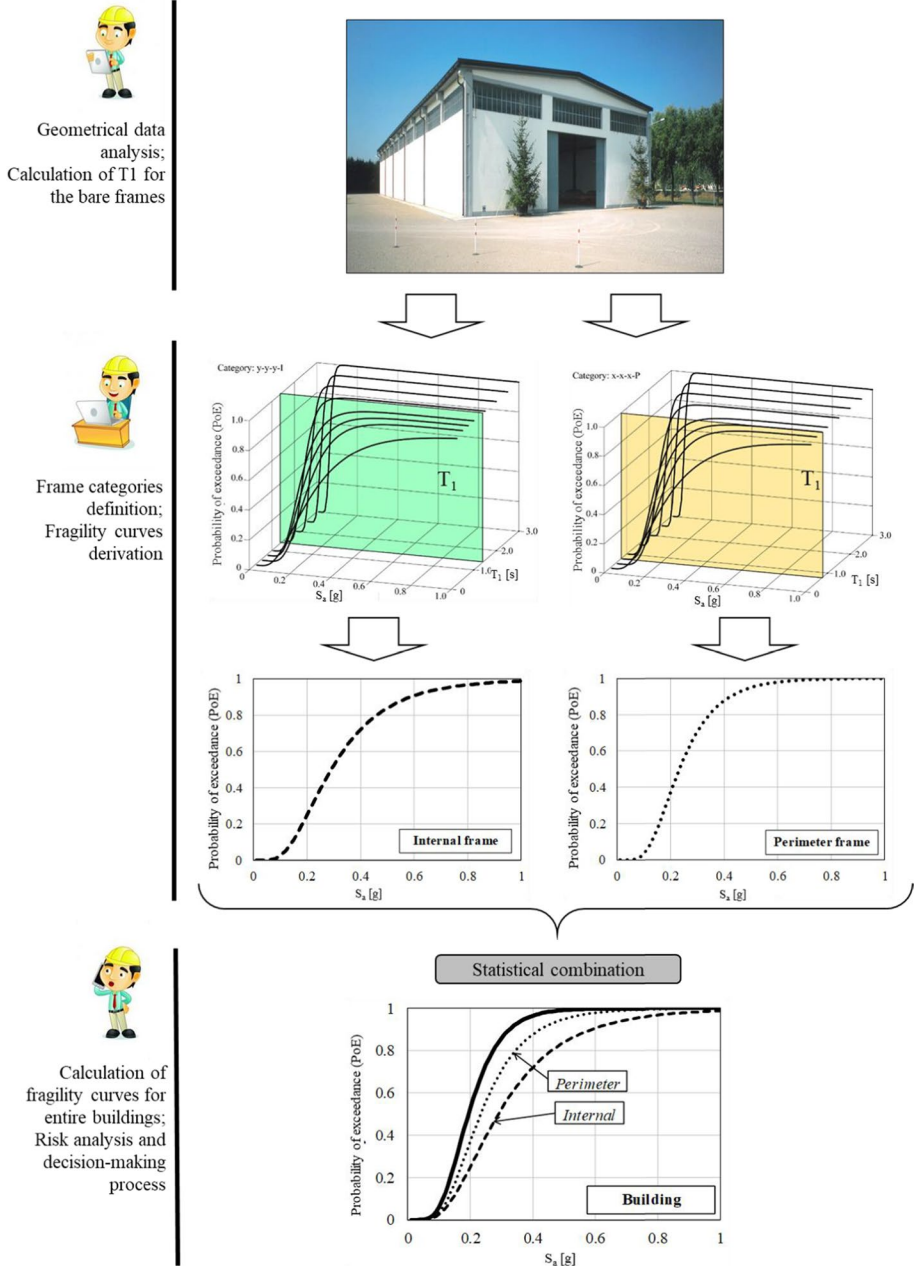 Geometrical data
analysis;
Calculation of T1 for
the bare frames
Frame categories
definition;
Fragility curves
derivation
Category: y-y-y-I
Probability of exceedance (PoE)
1.0
0.8
0.6
0.4
0.2
0
T1
0
0.2
0.4
0.6
0.8
1.0
Sa [g]
0
1.0
2.0
3.0
T1 [s]
Category: x-x-x-P
Probability of exceedance (PoE)
1.0
0.8
0.6
0.4
0.2
0
T1
0
0.2
0.4
0.6
0.8
1.0
Sa [g]
0
1.0
2.0
3.0
T1 [s]
Probability of exceedance (PoE)
1
0.8
0.6
0.4
0.2
0
Internal frame
0 0.2 0.4 0.6 0.8 1
Sa [g]
Probability of exceedance (PoE)
1
0.8
0.6
0.4
0.2
0
Perimeter frame
0 0.2 0.4 0.6 0.8 1
Sa [g]
Statistical combination
Calculation of
fragility curves for
entire buildings;
Risk analysis and
decision-making
process
Probability of exceedance (PoE)
1
0.8
0.6
0.4
0.2
0
Perimeter
Internal
Building
0 0.2 0.4 0.6 0.8 1
Sa [g]